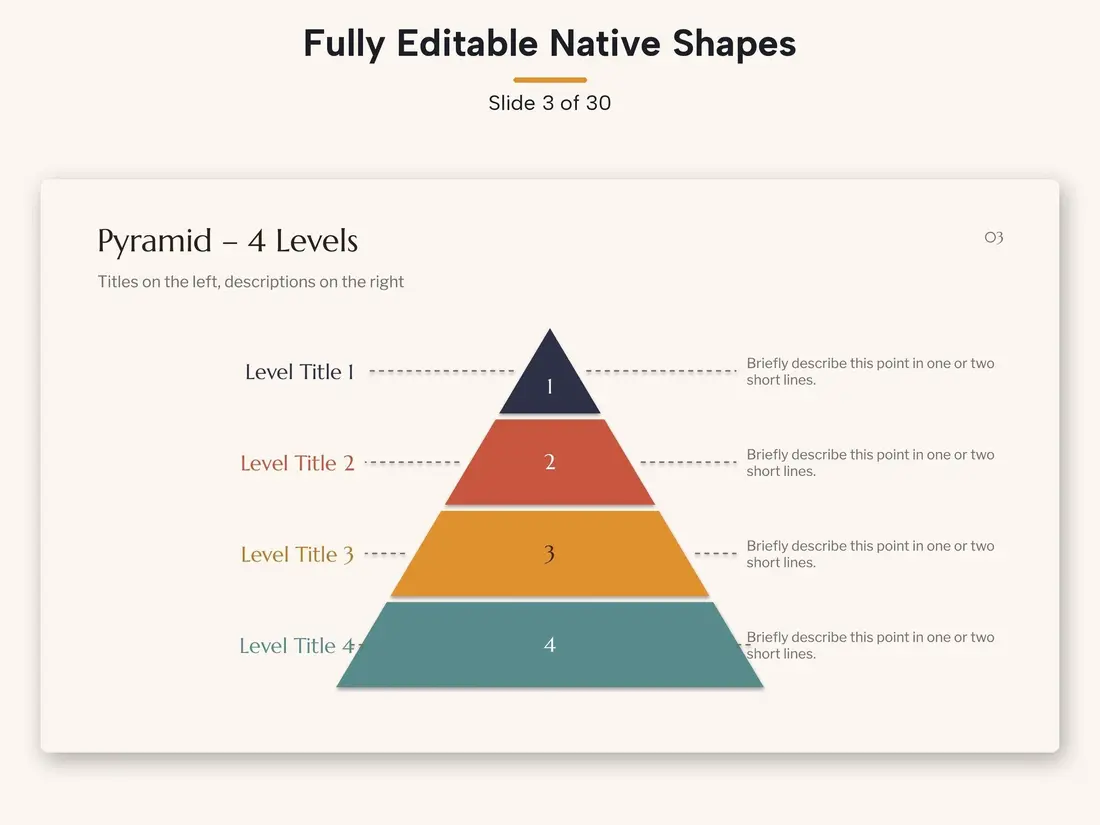 Fully Editable Native Shapes
Slide 3 of 30
Pyramid – 4 Levels
03
Titles on the left, descriptions on the right
Level Title 1
1
Briefly describe this point in one or two
short lines.
Level Title 2
2
Briefly describe this point in one or two
short lines.
Level Title 3
3
Briefly describe this point in one or two
short lines.
Level Title 4
4
Briefly describe this point in one or two
short lines.